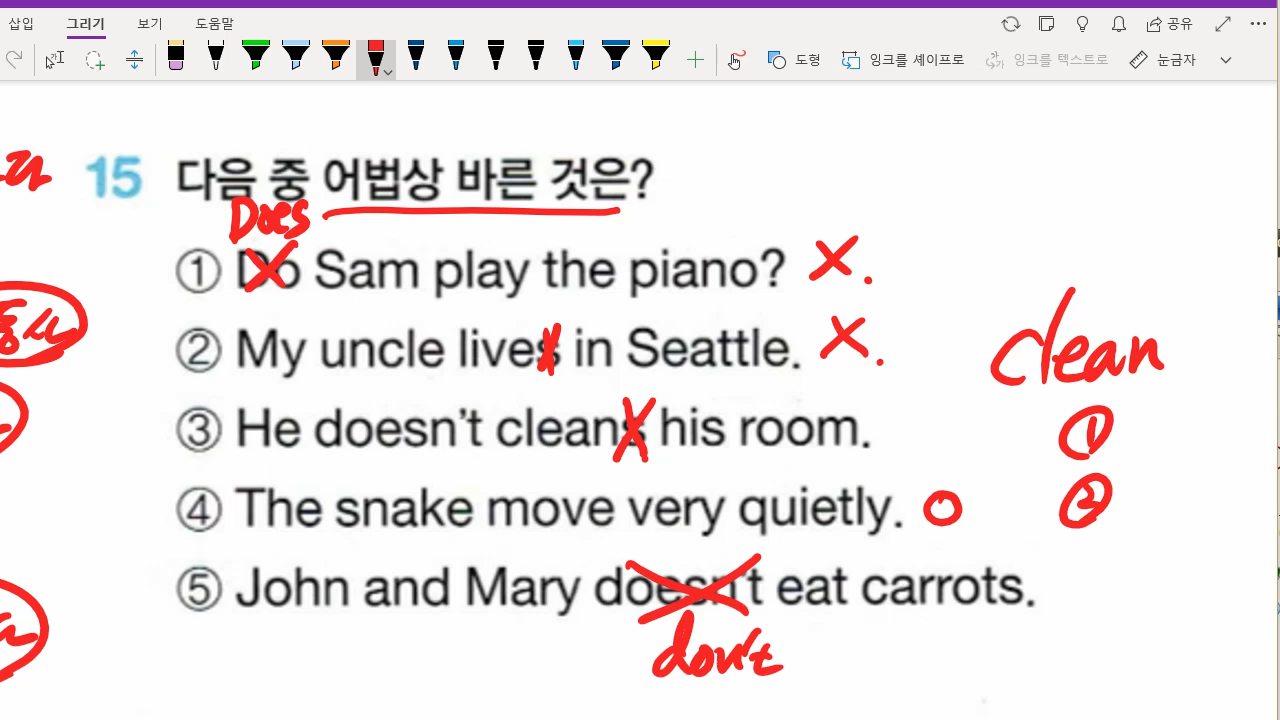 삽입 그리기 보기 도움말 공유
도형 잉크를 셰이프로 잉크를 텍스트로 눈금자
15 다음 중 어법상 바른 것은?
Does
① Do Sam play the piano? ×.
② My uncle lives in Seattle. ×.
clean
③ He doesn't cleans his room.
①
④ The snake move very quietly. O
②
⑤ John and Mary doesn't eat carrots.
don't